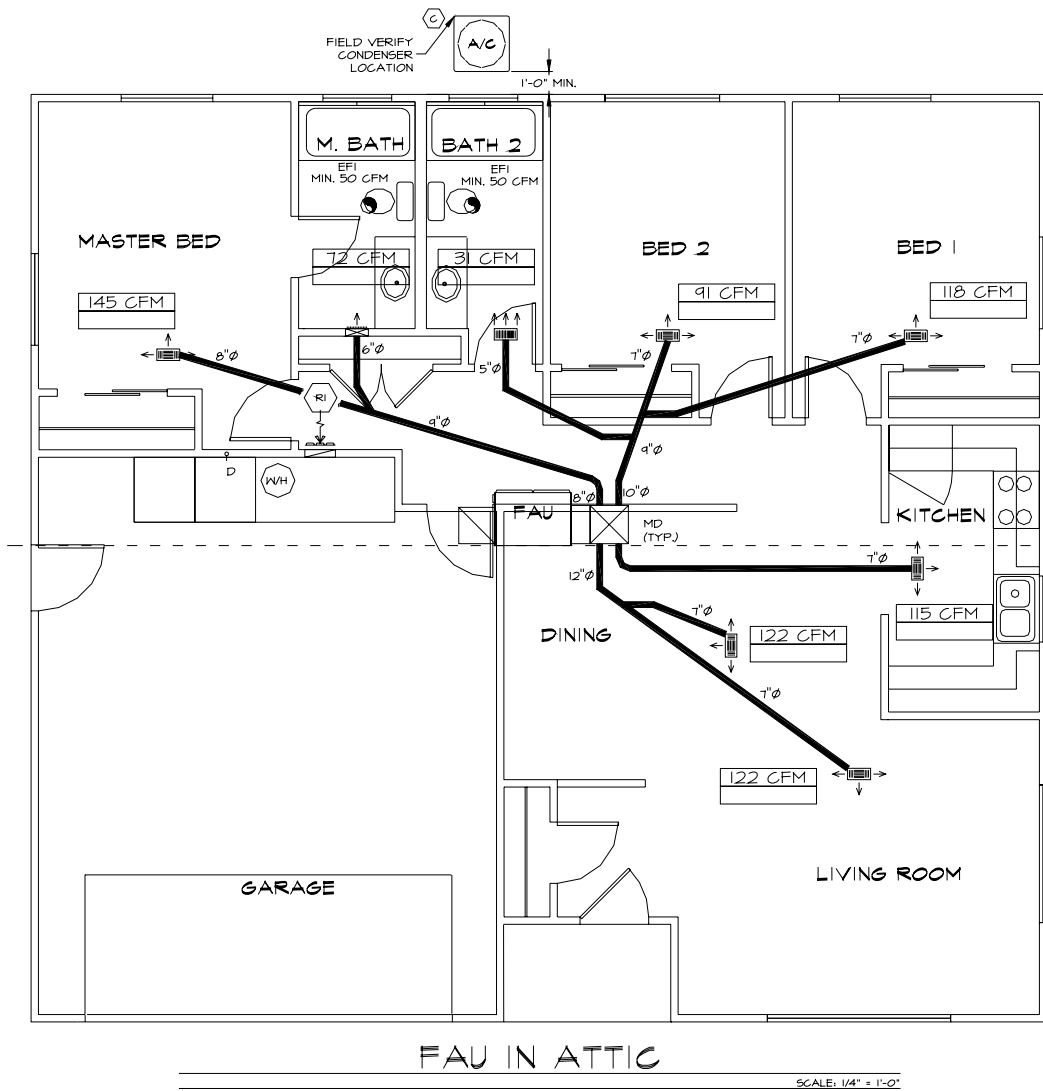 C
FIELD VERIFY
CONDENSER
LOCATION
A/C
1'-0" MIN.
M. BATH
BATH 2
EFI
MIN. 50 CFM
EFI
MIN. 50 CFM
MASTER BED
BED 2
BED 1
72 CFM
31 CFM
145 CFM
91 CFM
118 CFM
8"Ø
6"Ø
5"Ø
7"Ø
7"Ø
R1
9"Ø
9"Ø
D
W/H
8"Ø
10"Ø
FAU
MD
(TYP.)
KITCHEN
12"Ø
7"Ø
7"Ø
115 CFM
DINING
122 CFM
7"Ø
122 CFM
LIVING ROOM
GARAGE
FAU IN ATTIC
SCALE: 1/4" = 1'-0"